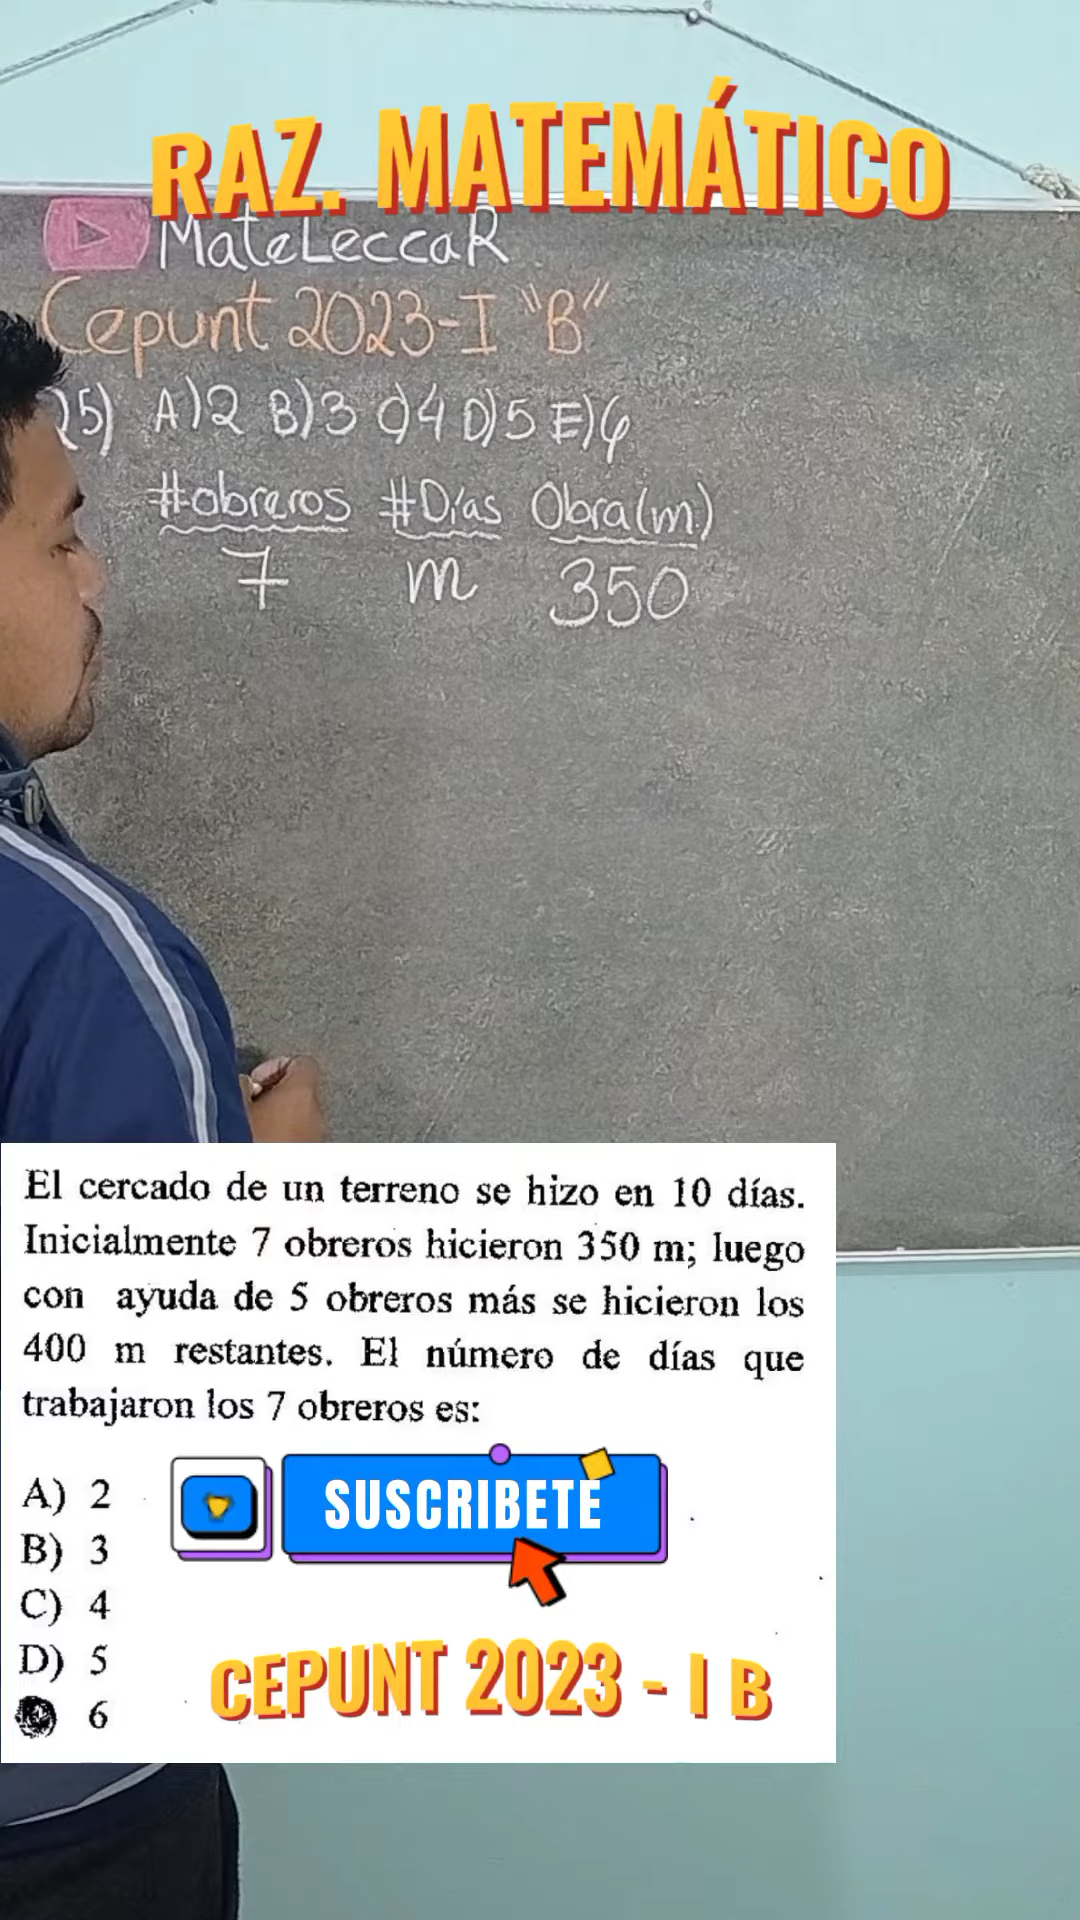 RAZ. MATEMÁTICO
MateLeccaR
Cepunt 2023-I "B"
25) A)2 B)3 C)4 D)5 E)6
#obreros #Días Obra(m)
7 m 350
El cercado de un terreno se hizo en 10 días.
Inicialmente 7 obreros hicieron 350 m; luego
con ayuda de 5 obreros más se hicieron los
400 m restantes. El número de días que
trabajaron los 7 obreros es:
A) 2
B) 3
C) 4
D) 5
6
SUSCRIBETE
CEPUNT 2023 - I B